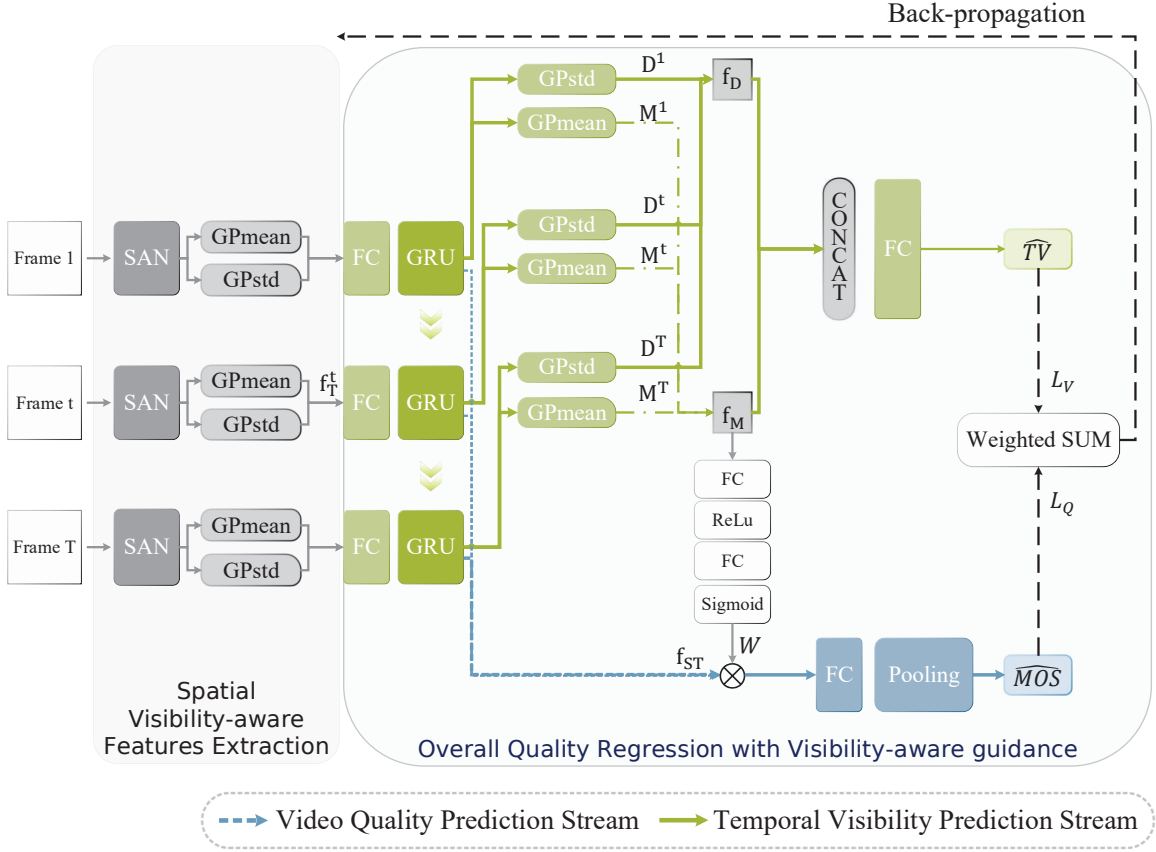 Back-propagation
GPstd
D¹
f_D
GPmean
M¹
Frame 1
SAN
GPmean
GPstd
FC
GRU
GPstd
Dᵗ
GPmean
Mᵗ
CONCAT
FC
\widehat{TV}
Frame t
SAN
GPmean
GPstd
f_T^t
FC
GRU
GPstd
D^T
GPmean
M^T
f_M
L_V
Weighted SUM
FC
ReLu
FC
Sigmoid
W
L_Q
Frame T
SAN
GPmean
GPstd
FC
GRU
f_ST
FC
Pooling
\widehat{MOS}
Spatial
Visibility-aware
Features Extraction
Overall Quality Regression with Visibility-aware guidance
Video Quality Prediction Stream
Temporal Visibility Prediction Stream